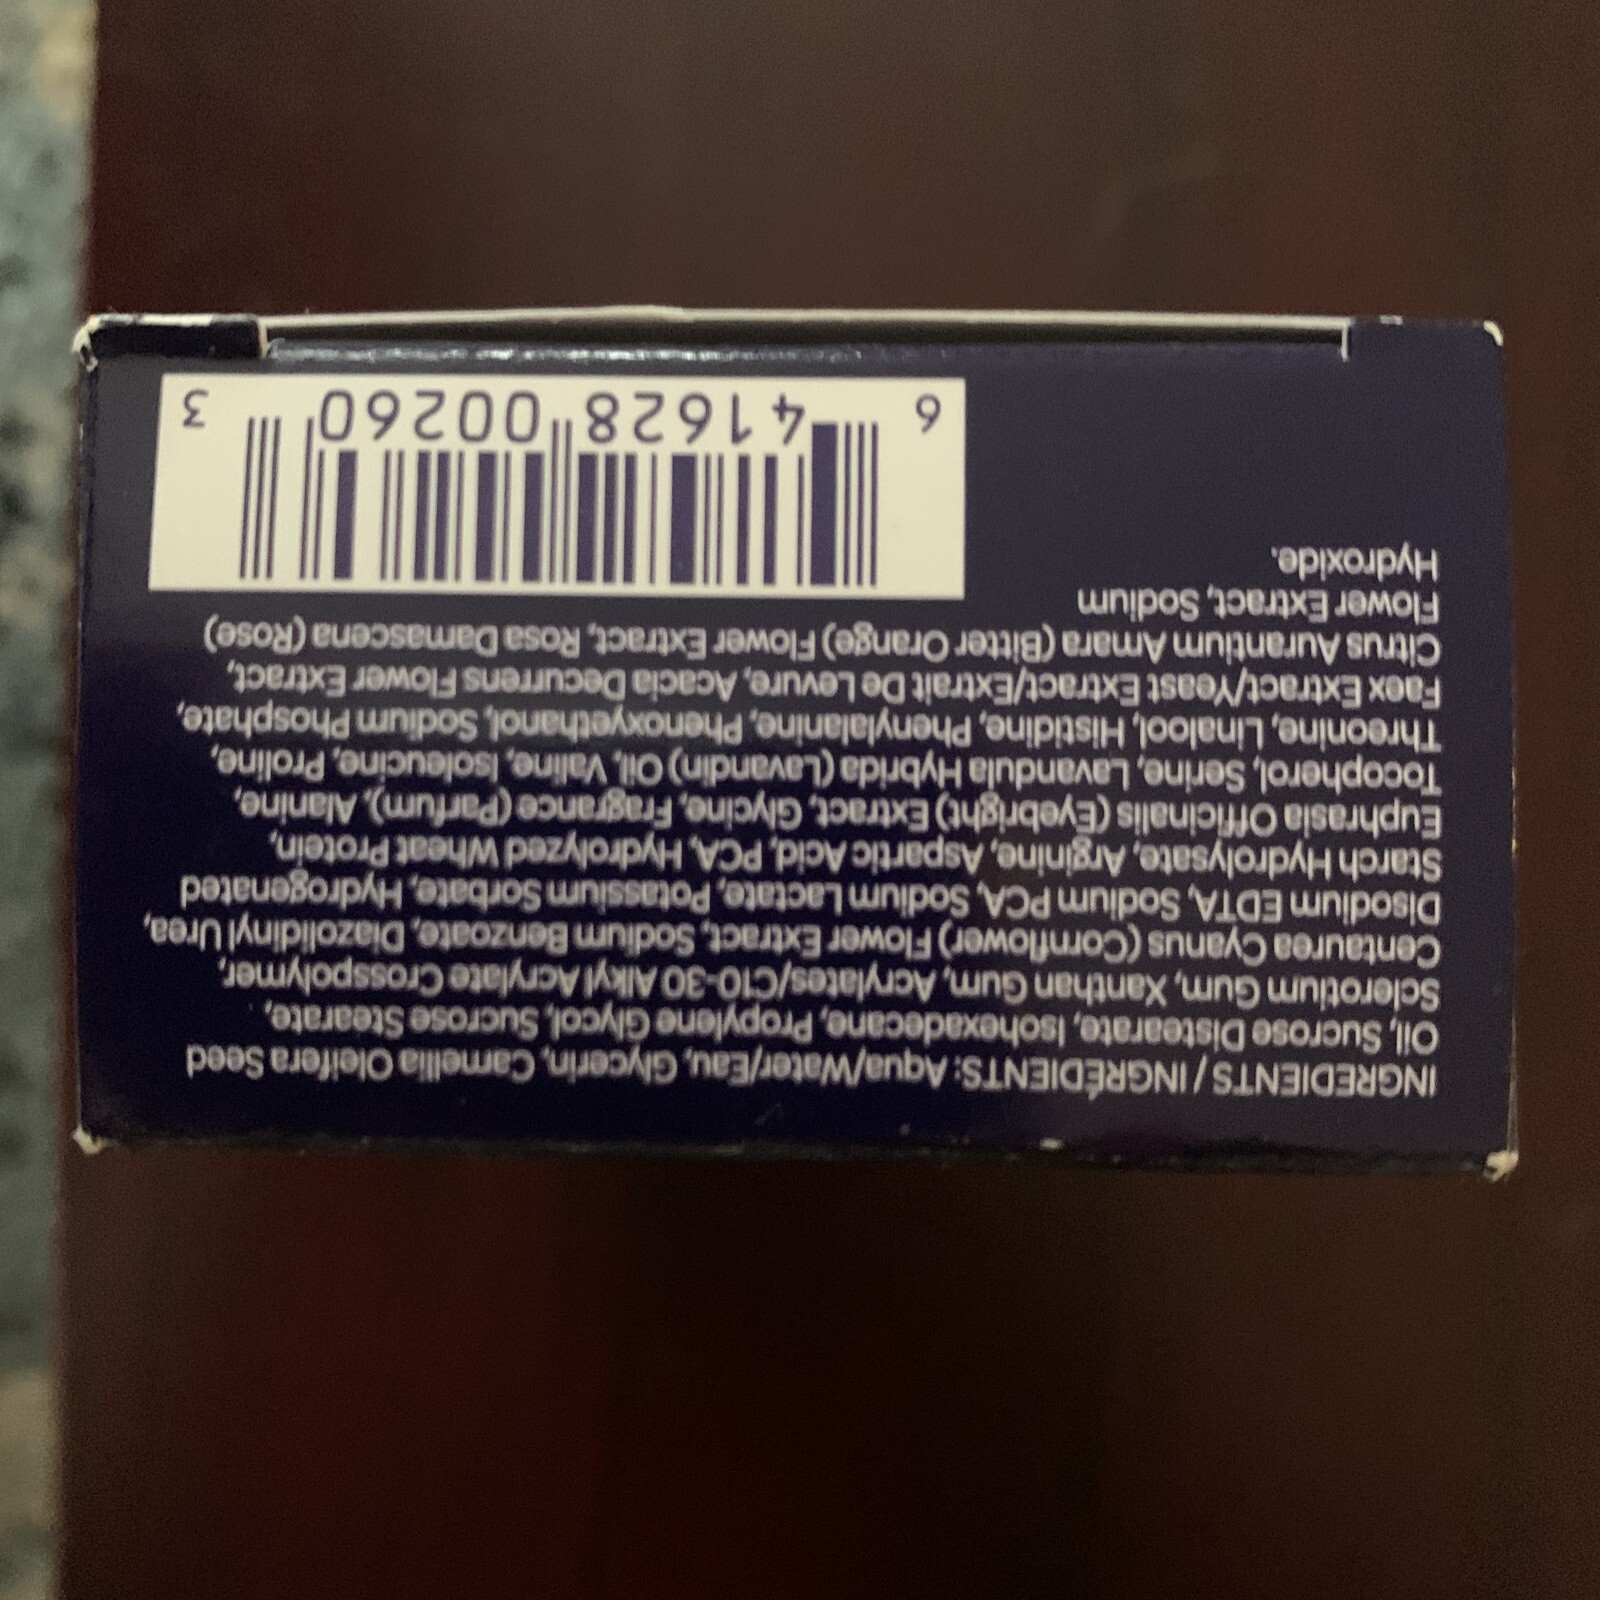 INGREDIENTS / INGRÉDIENTS: Aqua/Water/Eau, Glycerin, Camellia Oleifera Seed
Oil, Sucrose Distearate, Isohexadecane, Propylene Glycol, Sucrose Stearate,
Sclerotium Gum, Xanthan Gum, Acrylates/C10-30 Alkyl Acrylate Crosspolymer,
Centaurea Cyanus (Cornflower) Flower Extract, Sodium Benzoate, Diazolidinyl Urea,
Disodium EDTA, Sodium PCA, Sodium Lactate, Potassium Sorbate, Hydrogenated
Starch Hydrolysate, Arginine, Aspartic Acid, PCA, Hydrolyzed Wheat Protein,
Euphrasia Officinalis (Eyebright) Extract, Glycine, Fragrance (Parfum), Alanine,
Tocopherol, Serine, Lavandula Hybrida (Lavandin) Oil, Valine, Isoleucine, Proline,
Threonine, Linalool, Histidine, Phenylalanine, Phenoxyethanol, Sodium Phosphate,
Faex Extract/Yeast Extract/Extrait De Levure, Acacia Decurrens Flower Extract,
Citrus Aurantium Amara (Bitter Orange) Flower Extract, Rosa Damascena (Rose)
Flower Extract, Sodium
Hydroxide.
6 41628 00260 3